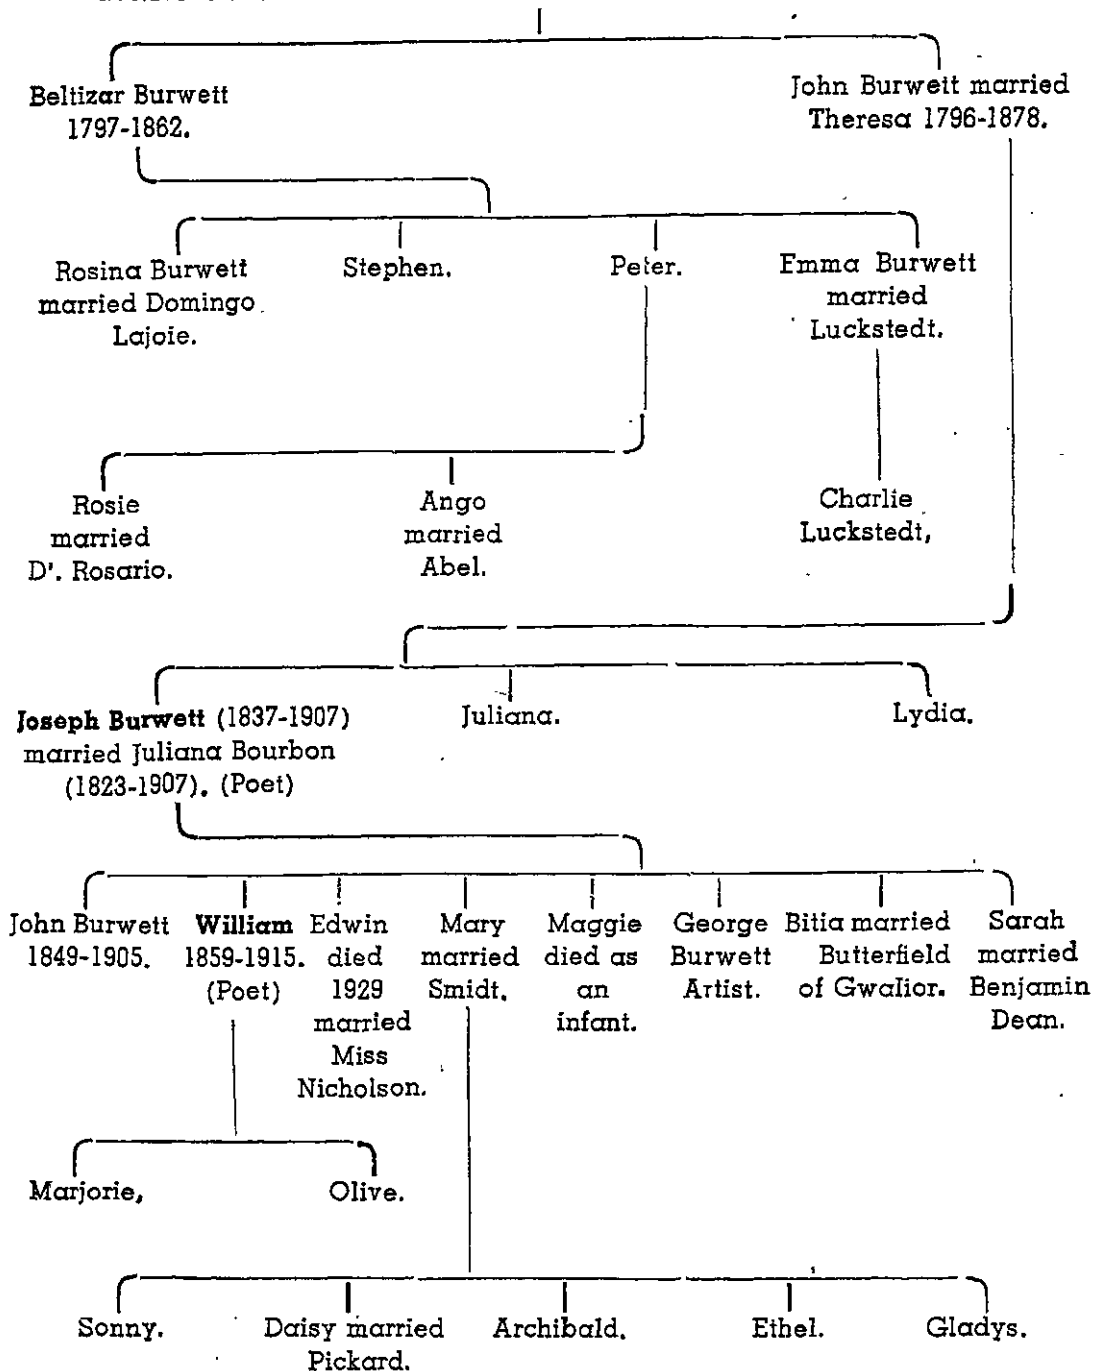 Beltizar Burwett
1797-1862.
John Burwett married
Theresa 1796-1878.
Rosina Burwett
married Domingo
Lajoie.
Stephen.
Peter.
Emma Burwett
married
Luckstedt.
Rosie
married
D'. Rosario.
Ango
married
Abel.
Charlie
Luckstedt,
Joseph Burwett (1837-1907)
married Juliana Bourbon
(1823-1907). (Poet)
Juliana.
Lydia.
John Burwett
1849-1905.
William
1859-1915.
(Poet)
Edwin
died
1929
married
Miss
Nicholson.
Mary
married
Smidt.
Maggie
died as
an
infant.
George
Burwett
Artist.
Bitia married
Butterfield
of Gwalior.
Sarah
married
Benjamin
Dean.
Marjorie,
Olive.
Sonny.
Daisy married
Pickard.
Archibald.
Ethel.
Gladys.